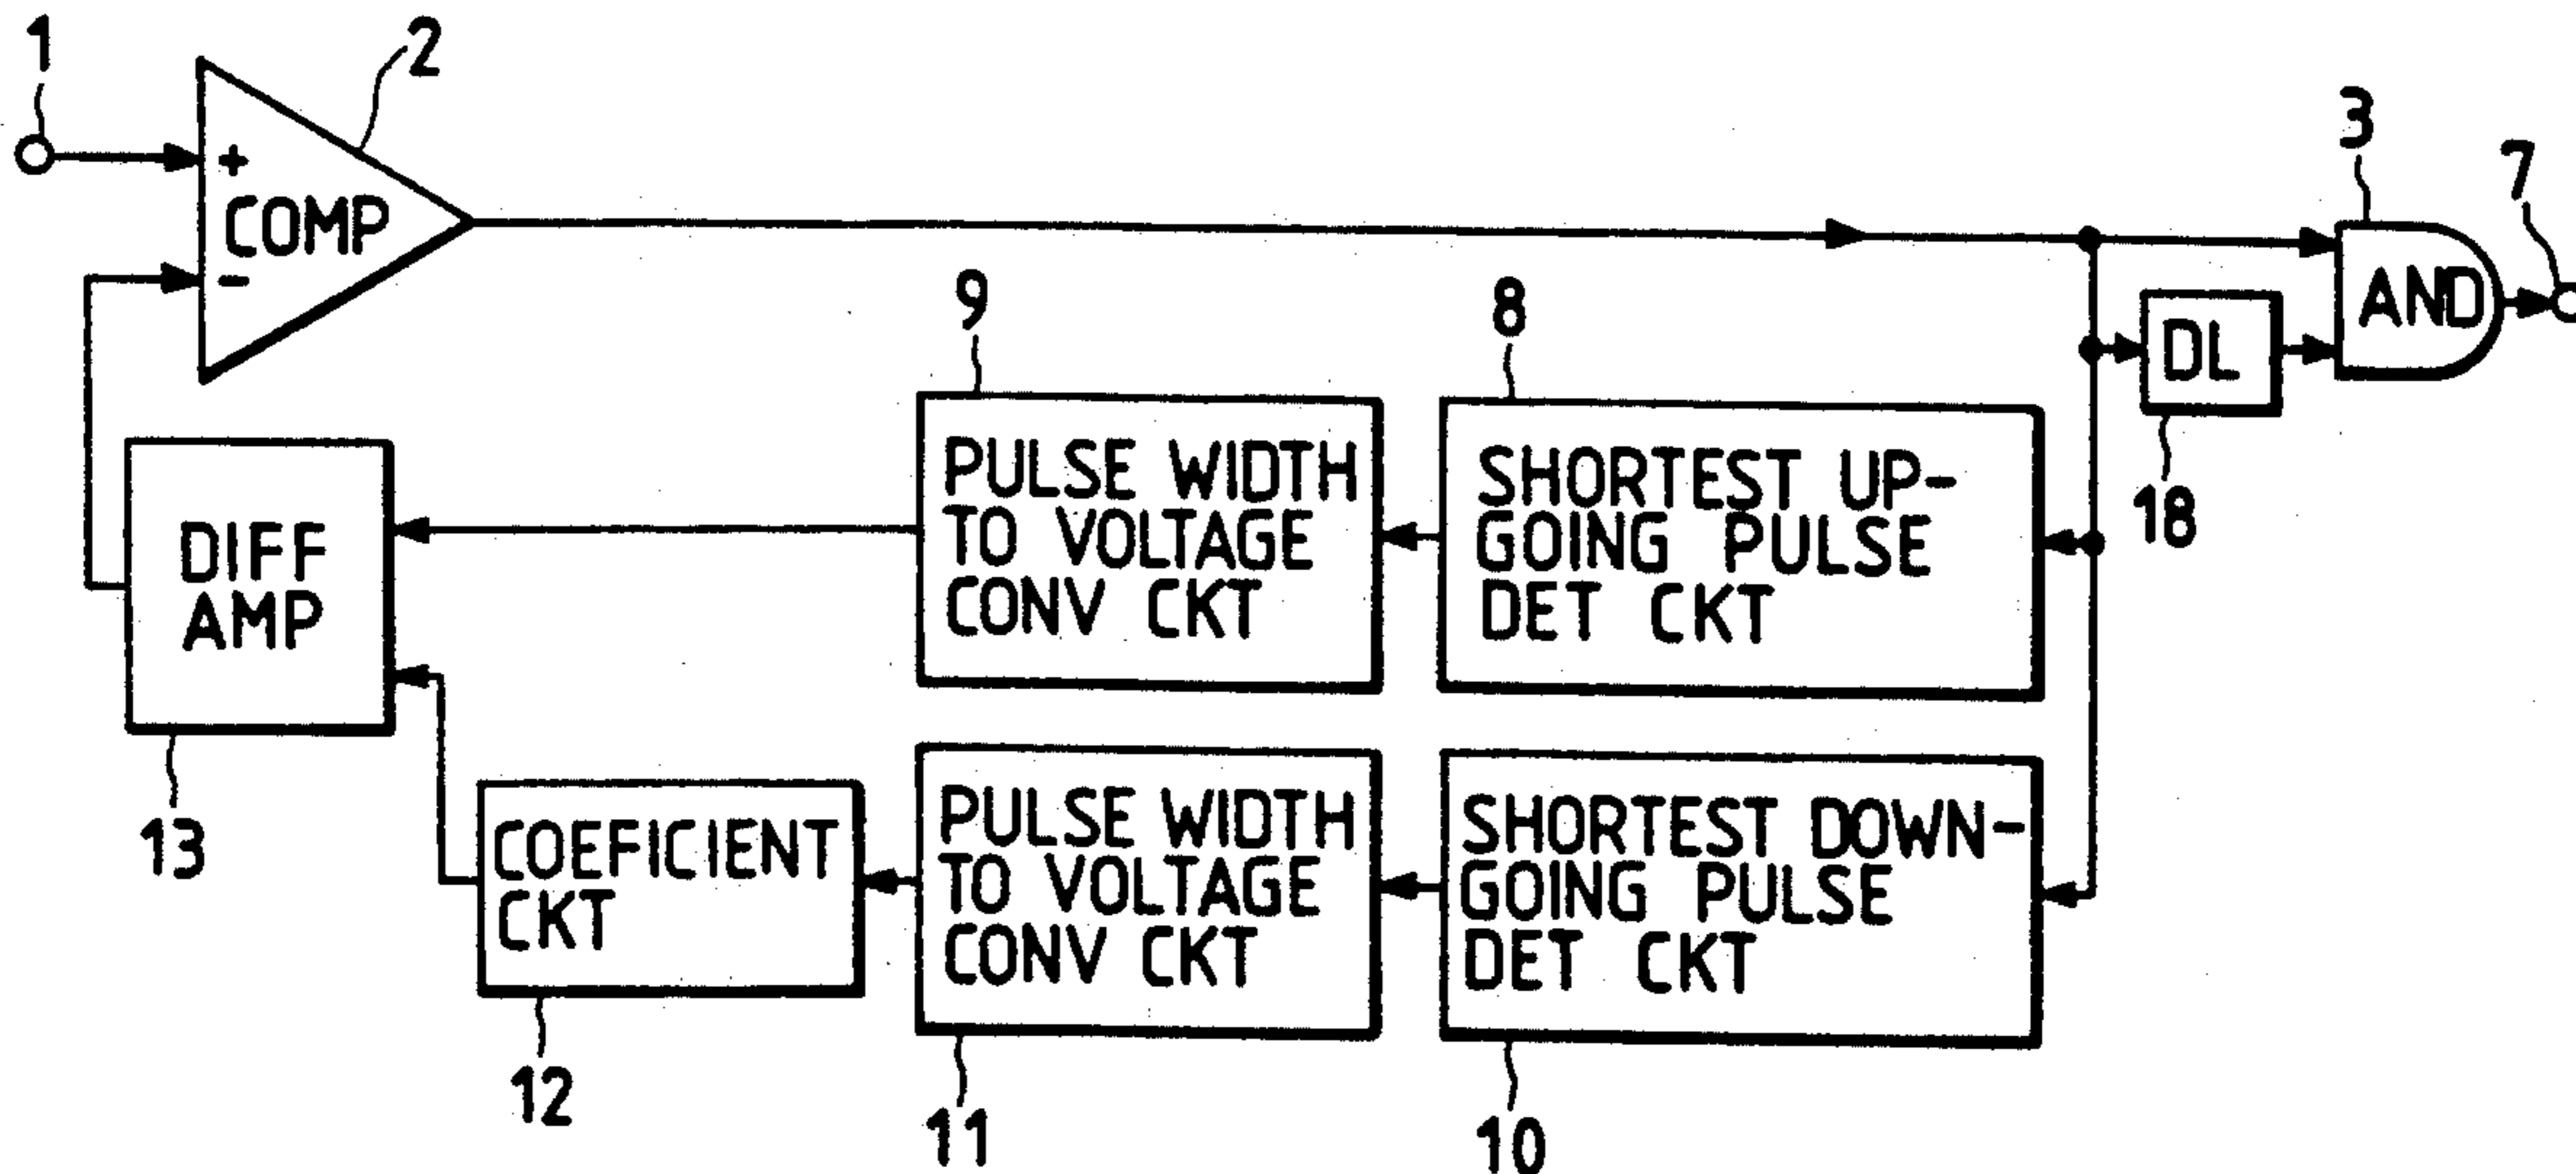 1
2
+
COMP
-
3
7
AND
DL
18
9
8
PULSE WIDTH
TO VOLTAGE
CONV CKT
SHORTEST UP-
GOING PULSE
DET CKT
DIFF
AMP
13
COEFICIENT
CKT
12
PULSE WIDTH
TO VOLTAGE
CONV CKT
11
SHORTEST DOWN-
GOING PULSE
DET CKT
10